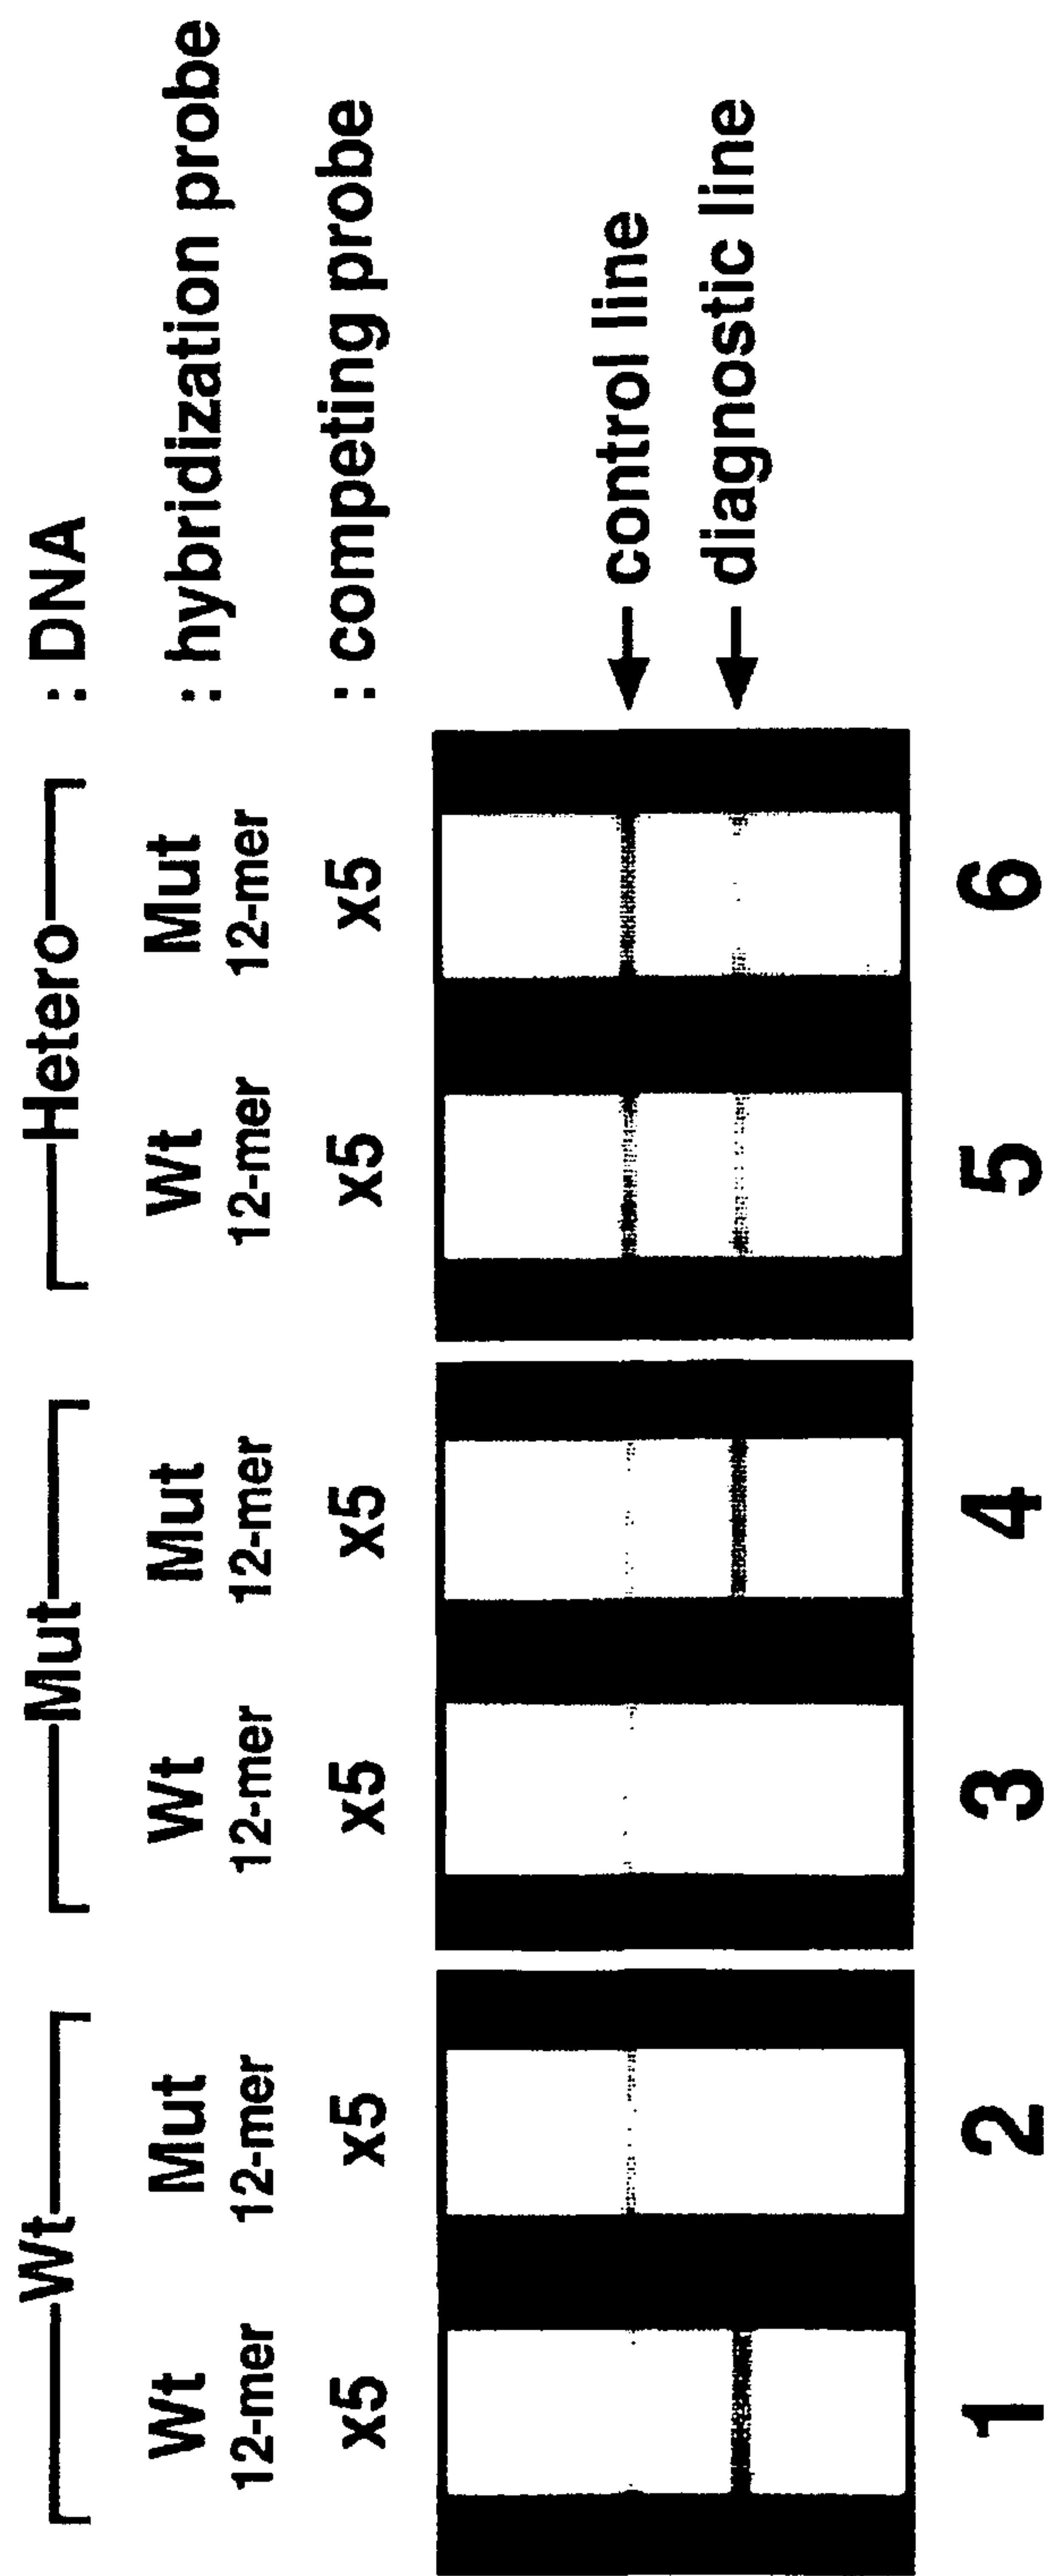 Wt Mut Hetero : DNA
Wt Mut Wt Mut Wt Mut : hybridization probe
12-mer 12-mer 12-mer 12-mer 12-mer 12-mer
x5 x5 x5 x5 x5 x5 : competing probe
control line
diagnostic line
1 2 3 4 5 6